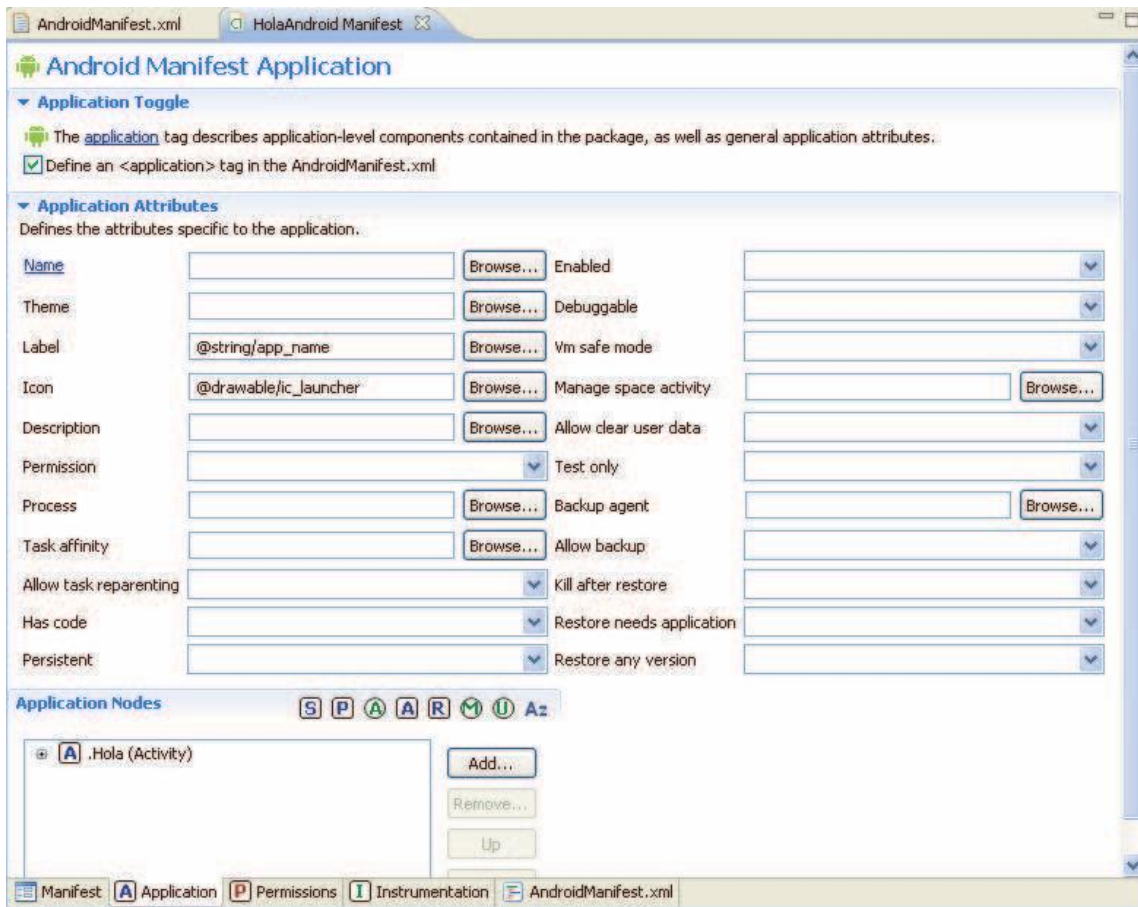 AndroidManifest.xml HolaAndroid Manifest
Android Manifest Application
Application Toggle
The application tag describes application-level components contained in the package, as well as general application attributes.
Define an <application> tag in the AndroidManifest.xml
Application Attributes
Defines the attributes specific to the application.
Name Browse... Enabled
Theme Browse... Debuggable
Label @string/app_name Browse... Vm safe mode
Icon @drawable/ic_launcher Browse... Manage space activity Browse...
Description Browse... Allow clear user data
Permission Test only
Process Browse... Backup agent Browse...
Task affinity Browse... Allow backup
Allow task reparenting Kill after restore
Has code Restore needs application
Persistent Restore any version
Application Nodes S P A A R M U Az
A .Hola (Activity) Add...
Remove...
Up
Manifest A Application P Permissions I Instrumentation AndroidManifest.xml